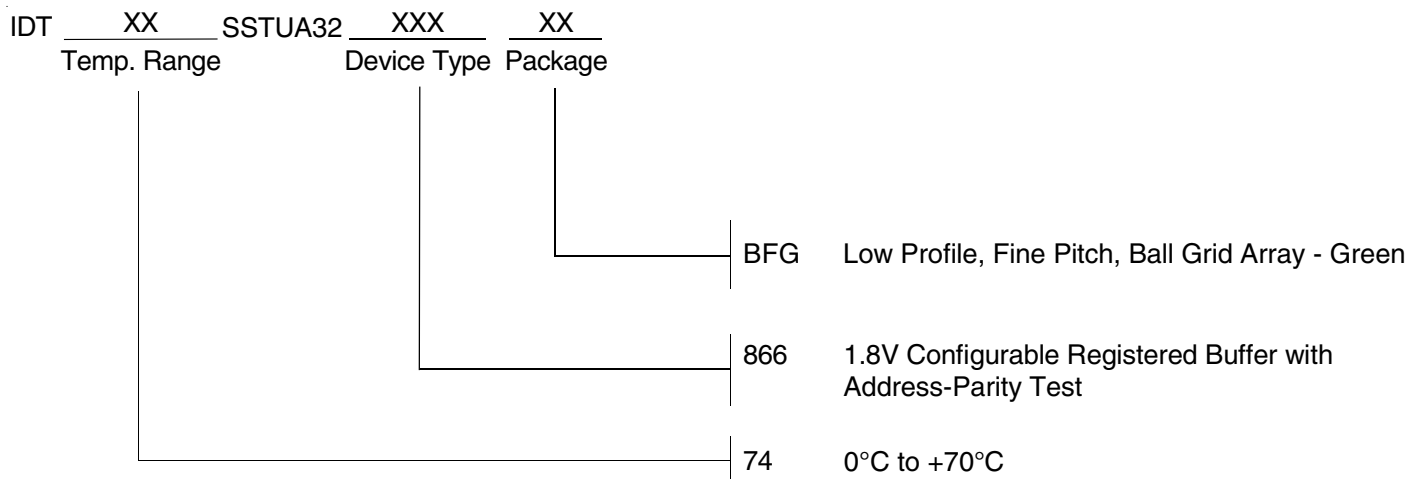 IDT XX SSTUA32 XXX XX
Temp. Range Device Type Package
BFG Low Profile, Fine Pitch, Ball Grid Array - Green
866 1.8V Configurable Registered Buffer with
Address-Parity Test
74 0°C to +70°C